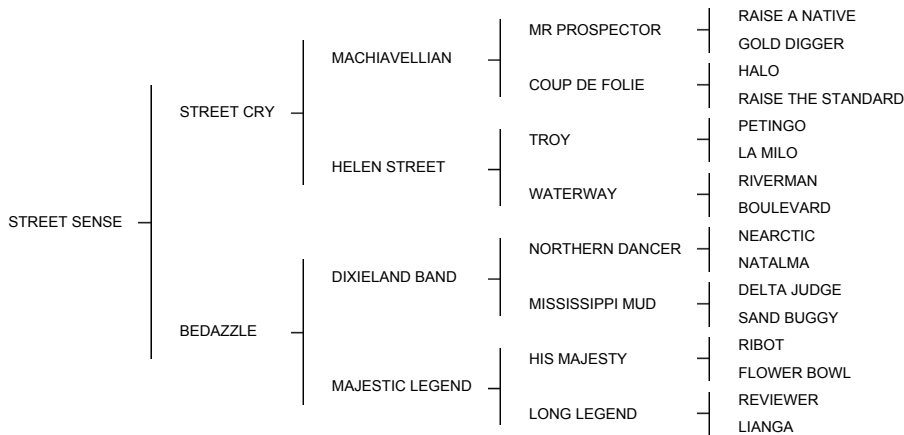 STREET SENSE
STREET CRY
BEDAZZLE
MACHIAVELLIAN
HELEN STREET
DIXIELAND BAND
MAJESTIC LEGEND
MR PROSPECTOR
COUP DE FOLIE
TROY
WATERWAY
NORTHERN DANCER
MISSISSIPPI MUD
HIS MAJESTY
LONG LEGEND
RAISE A NATIVE
GOLD DIGGER
HALO
RAISE THE STANDARD
PETINGO
LA MILO
RIVERMAN
BOULEVARD
NEARCTIC
NATALMA
DELTA JUDGE
SAND BUGGY
RIBOT
FLOWER BOWL
REVIEWER
LIANGA